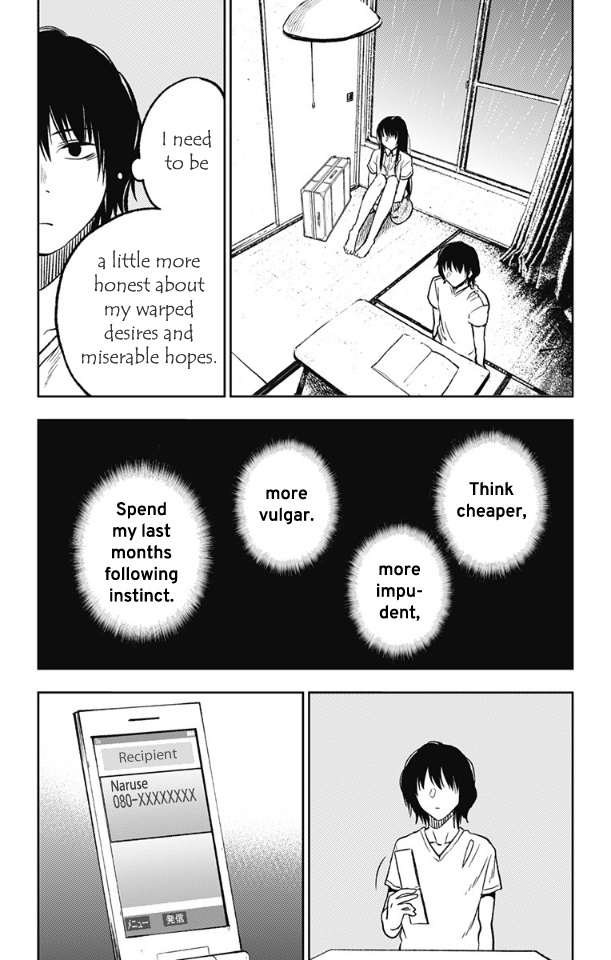 I need
to be
a little more
honest about
my warped
desires and
miserable hopes.
Think
cheaper,
more
impu-
dent,
more
vulgar.
Spend
my last
months
following
instinct.
Recipient
Naruse
080-XXXXXXXX
メニュー 発信